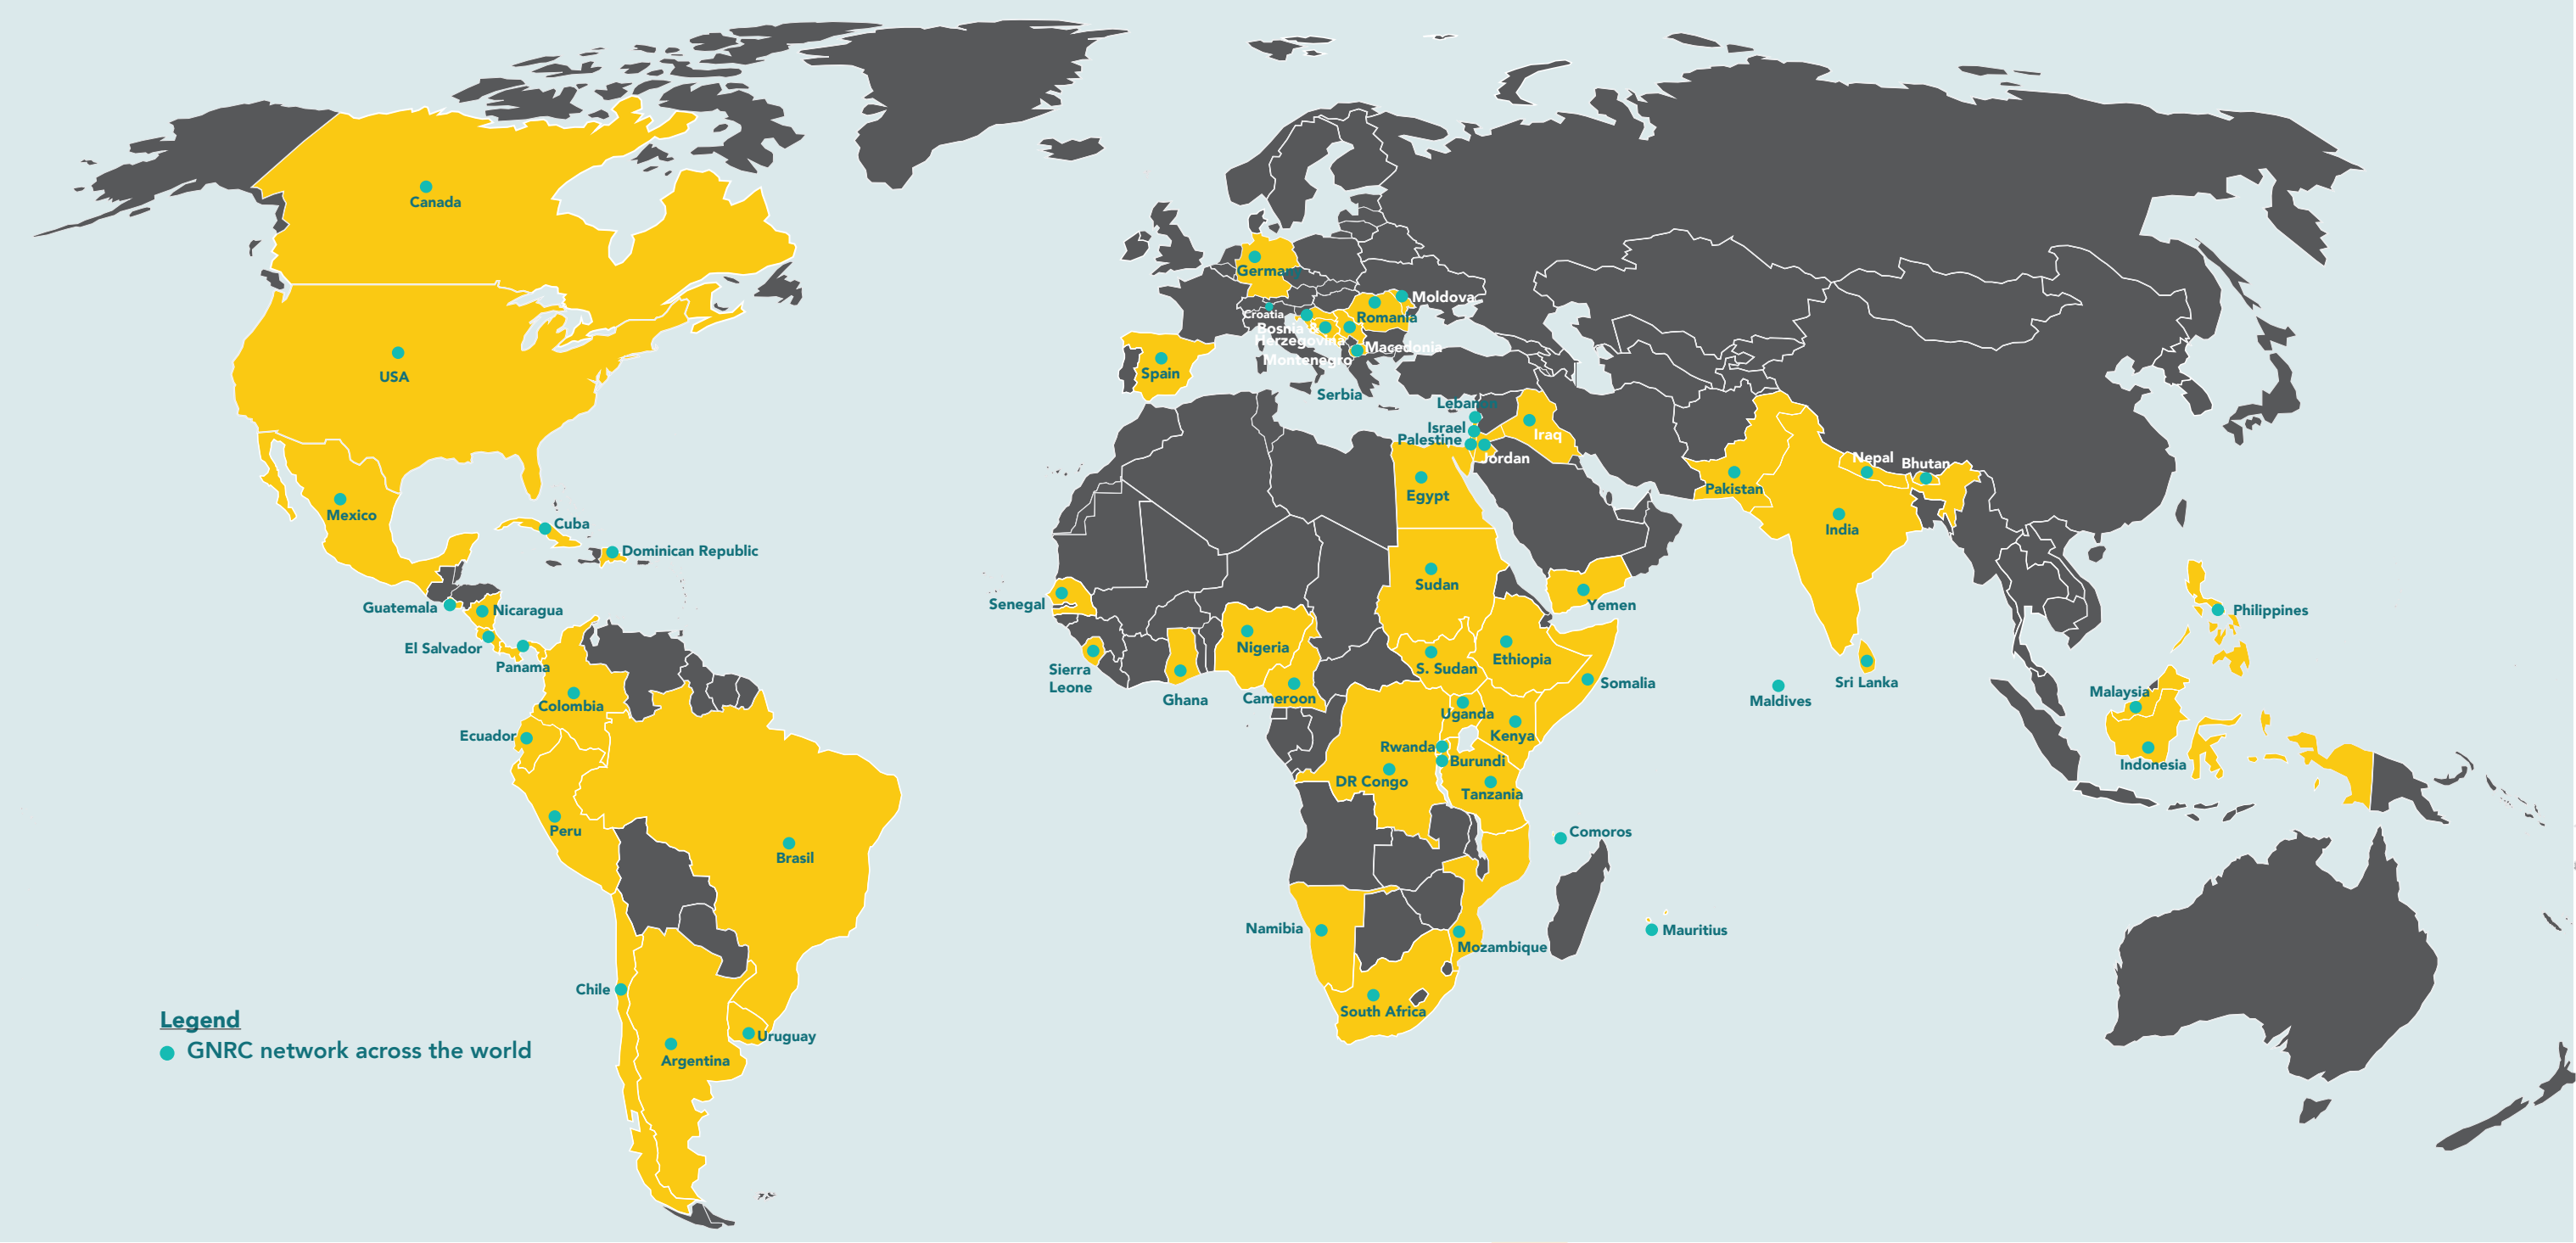 Canada
USA
Mexico
Cuba
Dominican Republic
Guatemala
Nicaragua
El Salvador
Panama
Colombia
Ecuador
Peru
Brasil
Chile
Uruguay
Argentina
Legend
GNRC network across the world
Germany
Moldova
Croatia
Romania
Bosnia &
Herzegovina
Macedonia
Montenegro
Spain
Serbia
Lebanon
Israel
Palestine
Iraq
Jordan
Egypt
Sudan
Yemen
Senegal
Nigeria
Sierra
Leone
Ghana
Cameroon
S. Sudan
Ethiopia
Somalia
Uganda
Kenya
Rwanda
Burundi
DR Congo
Tanzania
Comoros
Namibia
Mozambique
Mauritius
South Africa
Pakistan
Nepal
Bhutan
India
Sri Lanka
Maldives
Philippines
Malaysia
Indonesia